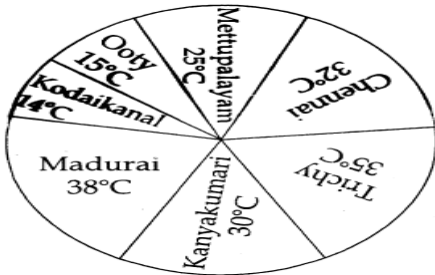 Ooty
15°C
Mettupalayam
25°C
Chennai
32°C
Kodaikanal
14°C
Madurai
38°C
Kanyakumari
30°C
Trichy
35°C